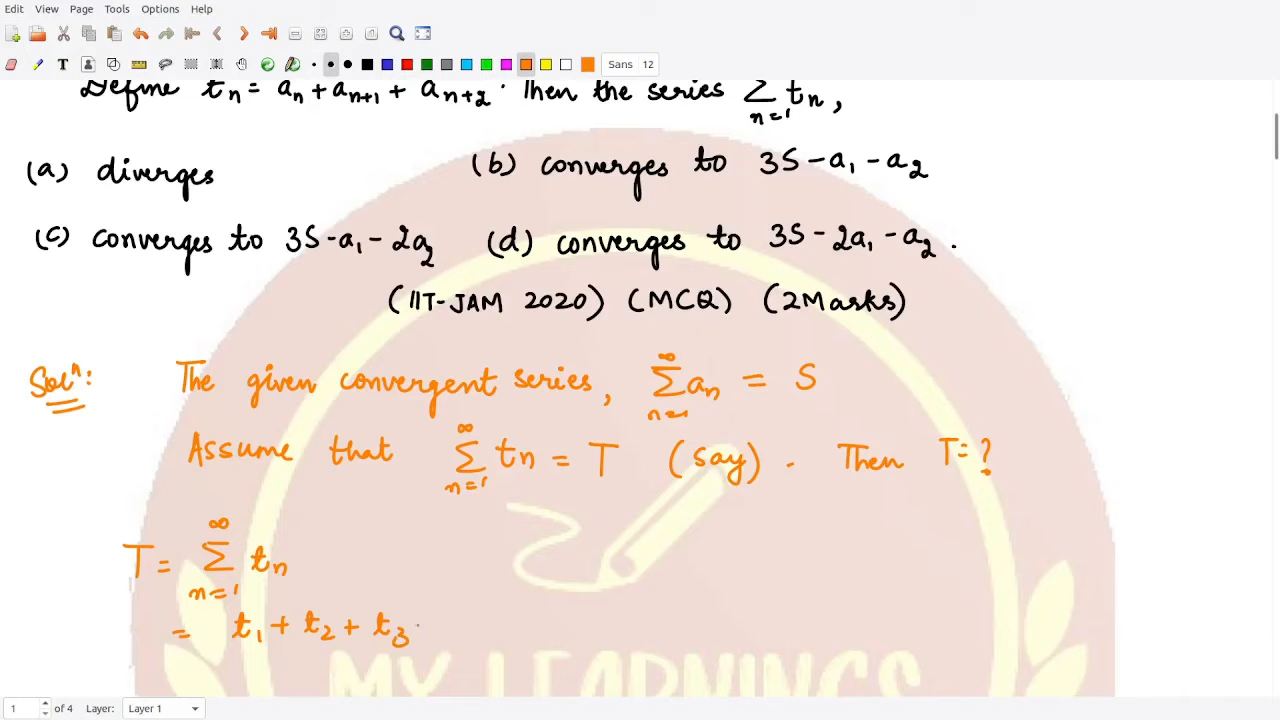 Edit View Page Tools Options Help
T Sans 12
Define tₙ = aₙ + aₙ₊₁ + aₙ₊₂. Then the series ∑ₙ₌₁ tₙ,
(a) diverges (b) converges to 3S - a₁ - a₂
(c) converges to 3S - a₁ - 2a₂ (d) converges to 3S - 2a₁ - a₂.
(IIT-JAM 2020) (MCQ) (2Marks)
Solⁿ: The given convergent series, ∑ₙ₌₁^∞ aₙ = S
Assume that ∑ₙ₌₁^∞ tₙ = T (say). Then T = ?
T = ∑ₙ₌₁^∞ tₙ
= t₁ + t₂ + t₃
MY LEARNINGS
1 of 4 Layer: Layer 1